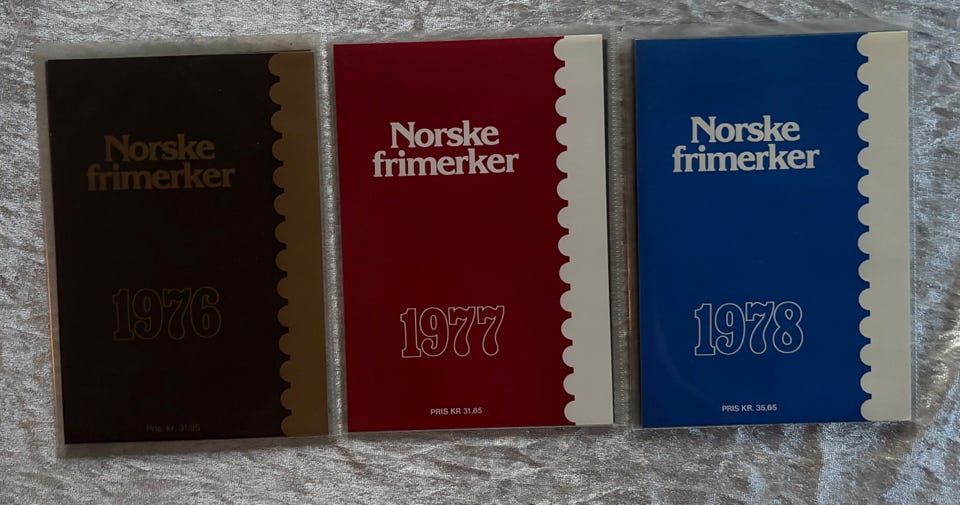 Norske
frimerker
1976
Pris kr. 31,95
Norske
frimerker
1977
PRIS KR 31,65
Norske
frimerker
1978
PRIS KR. 35,65